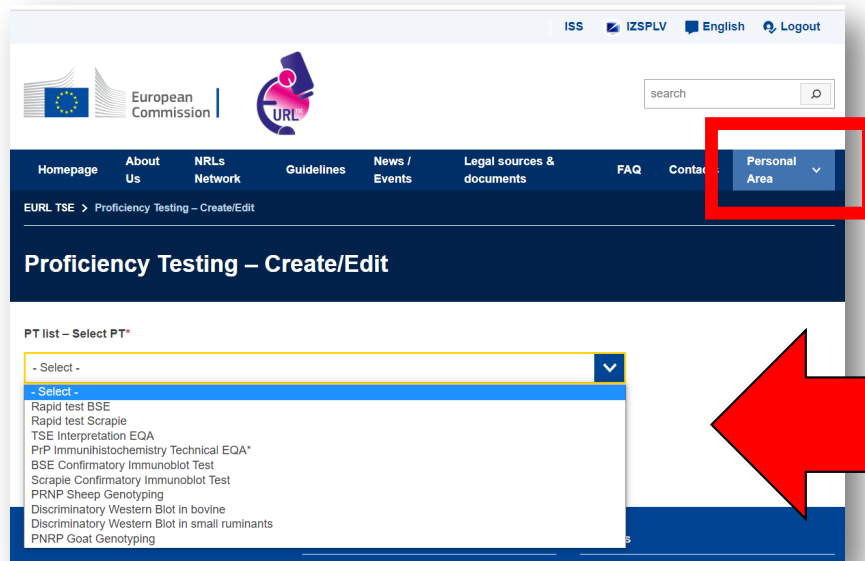 ISS IZSPLV English Logout
European
Commission
URL TSE
search
Homepage About Us NRLs Network Guidelines News / Events Legal sources & documents FAQ Contacts Personal Area
EURL TSE > Proficiency Testing – Create/Edit
Proficiency Testing – Create/Edit
PT list – Select PT*
- Select -
- Select -
Rapid test BSE
Rapid test Scrapie
TSE Interpretation EQA
PrP Immunihistochemistry Technical EQA*
BSE Confirmatory Immunoblot Test
Scrapie Confirmatory Immunoblot Test
PRNP Sheep Genotyping
Discriminatory Western Blot in bovine
Discriminatory Western Blot in small ruminants
PNRP Goat Genotyping